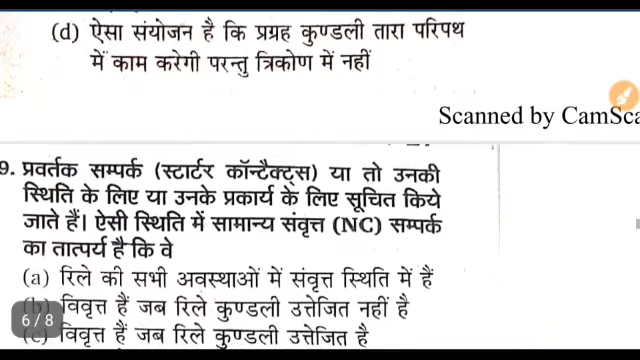 (d) ऐसा संयोजन है कि प्रग्रह कुण्डली तारा परिपथ
में काम करेगी परन्तु त्रिकोण में नहीं
Scanned by CamSca
9. प्रवर्तक सम्पर्क (स्टार्टर कॉन्टैक्ट्स) या तो उनकी
स्थिति के लिए या उनके प्रकार्य के लिए सूचित किये
जाते हैं। ऐसी स्थिति में सामान्य संवृत्त (NC) सम्पर्क
का तात्पर्य है कि वे
(a) रिले की सभी अवस्थाओं में संवृत्त स्थिति में हैं
(b) विवृत्त हैं जब रिले कुण्डली उत्तेजित नहीं है
6/8
(c) विवृत्त हैं जब रिले कुण्डली उत्तेजित है